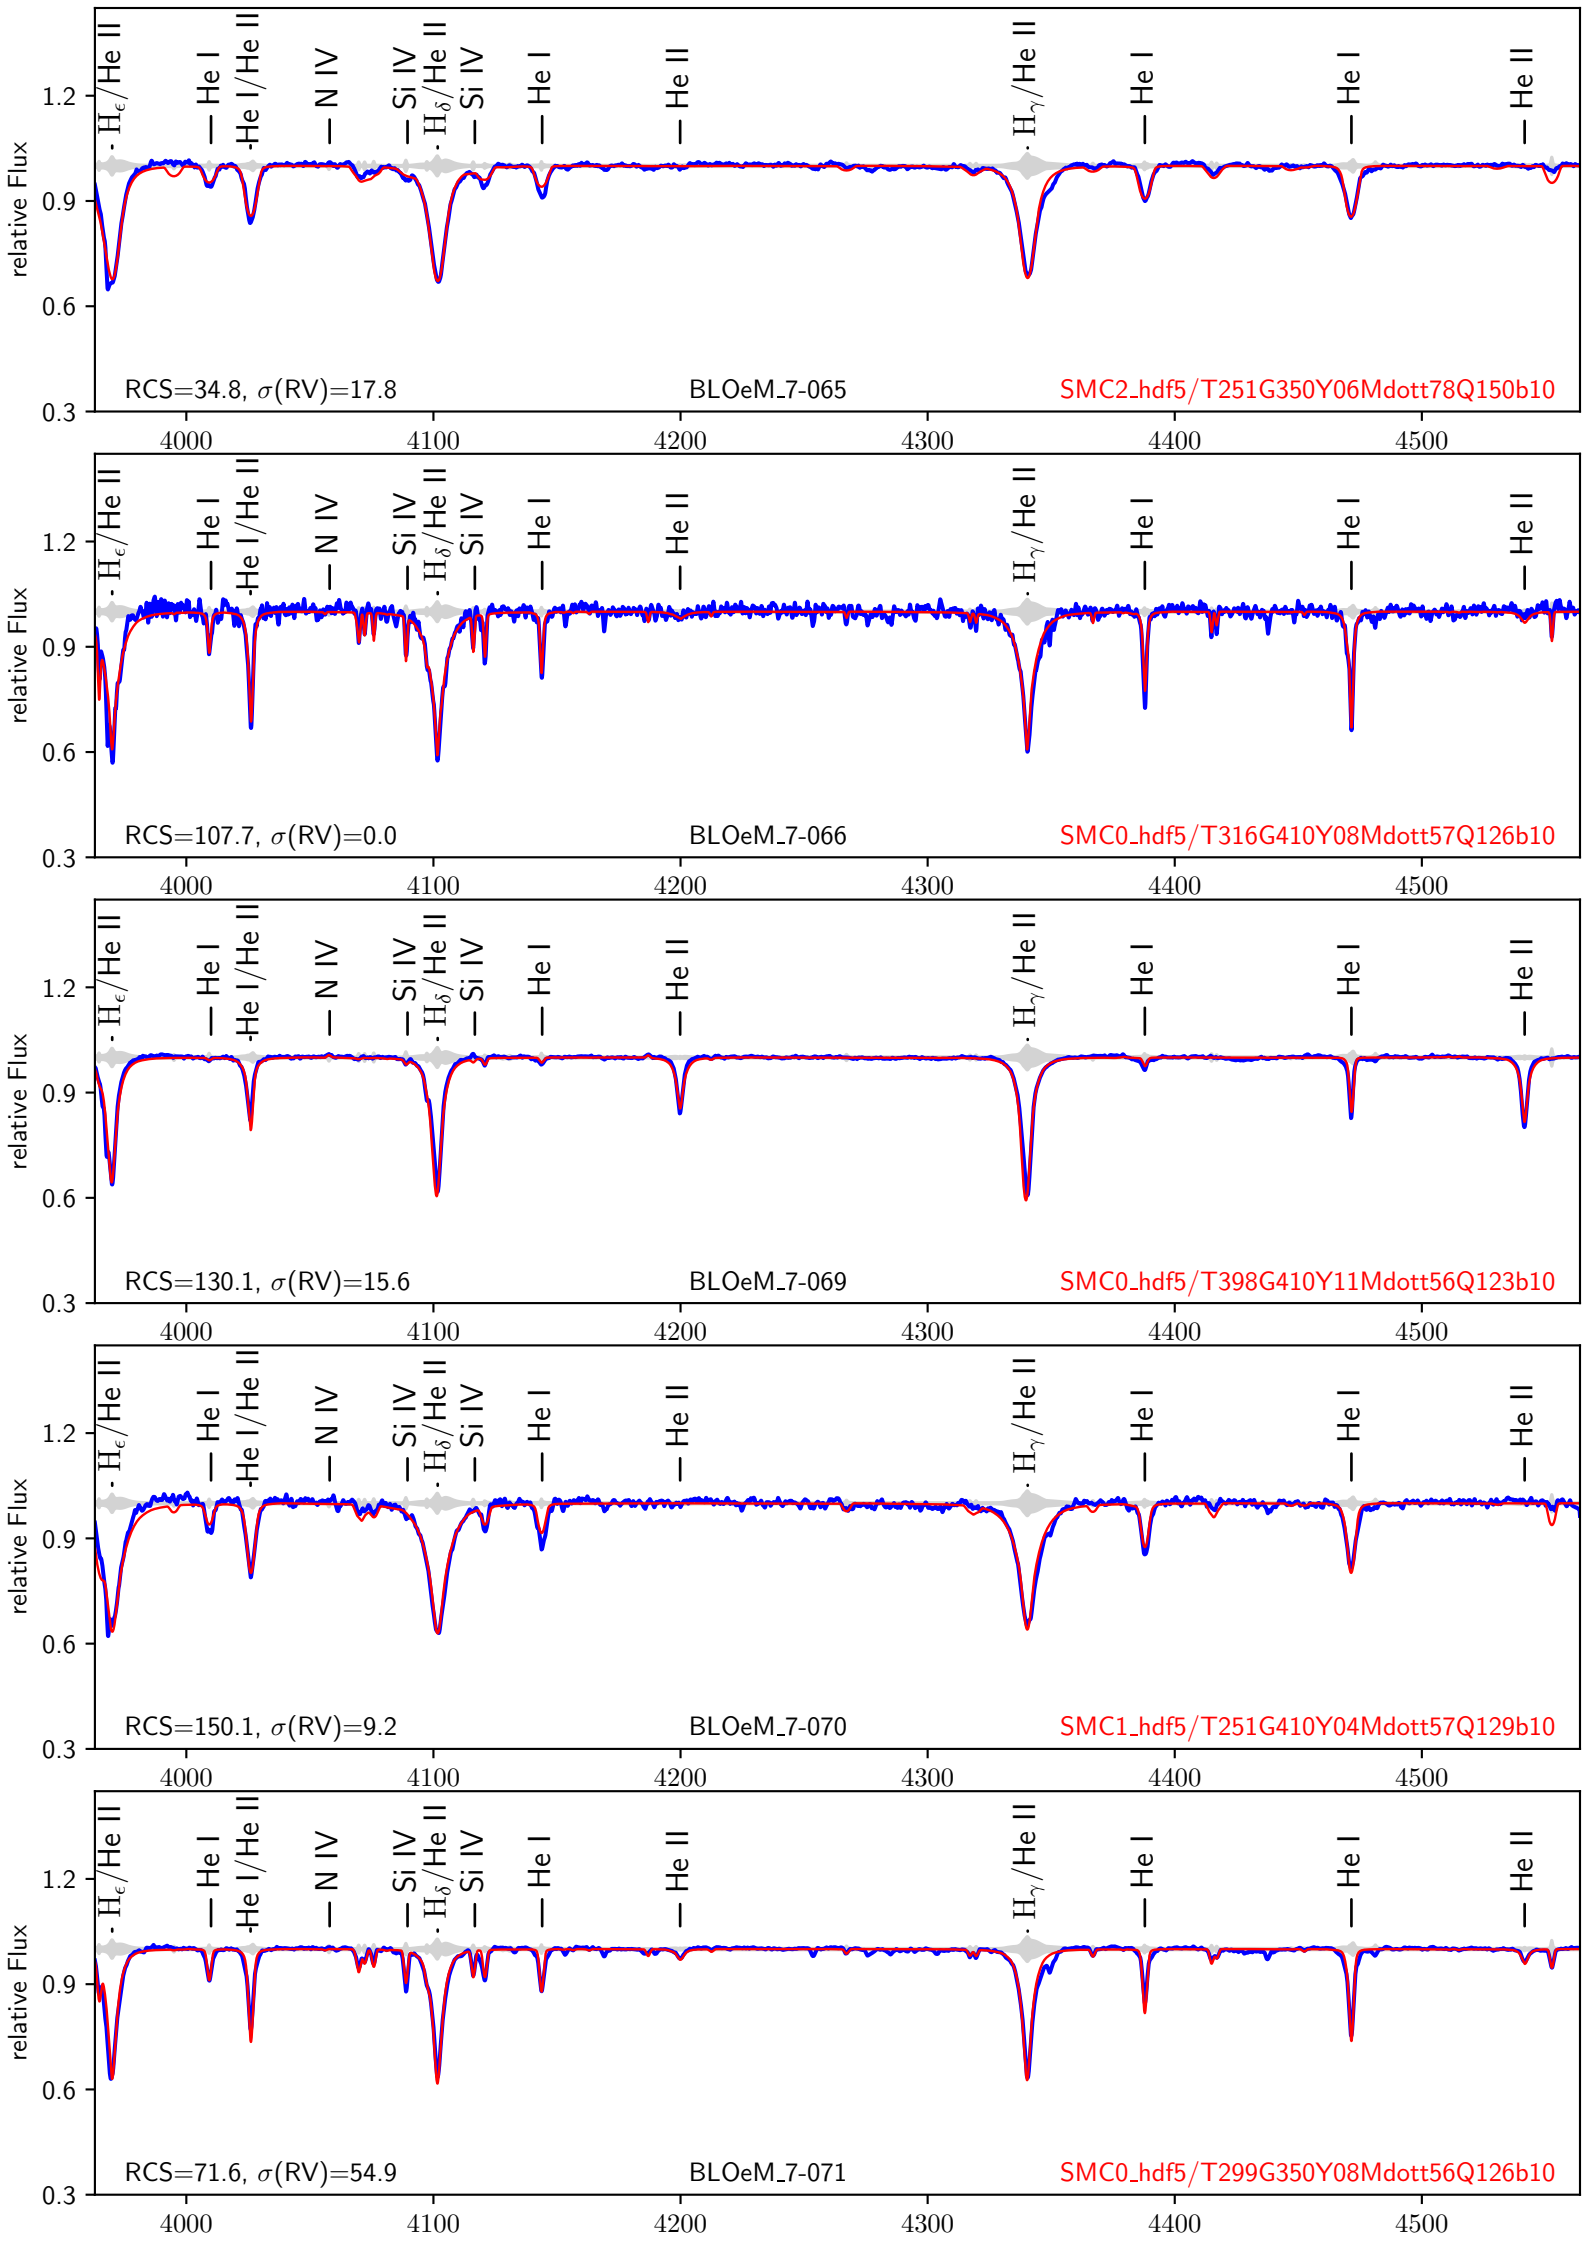 H_ϵ/He II He I He I/He II N IV Si IV H_δ/He II Si IV He I He II H_γ/He II He I He I He II
relative Flux
1.2
0.9
0.6
0.3
RCS=34.8, σ(RV)=17.8 BLOeM_7-065 SMC2_hdf5/T251G350Y06Mdott78Q150b10
4000 4100 4200 4300 4400 4500
H_ϵ/He II He I He I/He II N IV Si IV H_δ/He II Si IV He I He II H_γ/He II He I He I He II
relative Flux
1.2
0.9
0.6
0.3
RCS=107.7, σ(RV)=0.0 BLOeM_7-066 SMC0_hdf5/T316G410Y08Mdott57Q126b10
4000 4100 4200 4300 4400 4500
H_ϵ/He II He I He I/He II N IV Si IV H_δ/He II Si IV He I He II H_γ/He II He I He I He II
relative Flux
1.2
0.9
0.6
0.3
RCS=130.1, σ(RV)=15.6 BLOeM_7-069 SMC0_hdf5/T398G410Y11Mdott56Q123b10
4000 4100 4200 4300 4400 4500
H_ϵ/He II He I He I/He II N IV Si IV H_δ/He II Si IV He I He II H_γ/He II He I He I He II
relative Flux
1.2
0.9
0.6
0.3
RCS=150.1, σ(RV)=9.2 BLOeM_7-070 SMC1_hdf5/T251G410Y04Mdott57Q129b10
4000 4100 4200 4300 4400 4500
H_ϵ/He II He I He I/He II N IV Si IV H_δ/He II Si IV He I He II H_γ/He II He I He I He II
relative Flux
1.2
0.9
0.6
0.3
RCS=71.6, σ(RV)=54.9 BLOeM_7-071 SMC0_hdf5/T299G350Y08Mdott56Q126b10
4000 4100 4200 4300 4400 4500